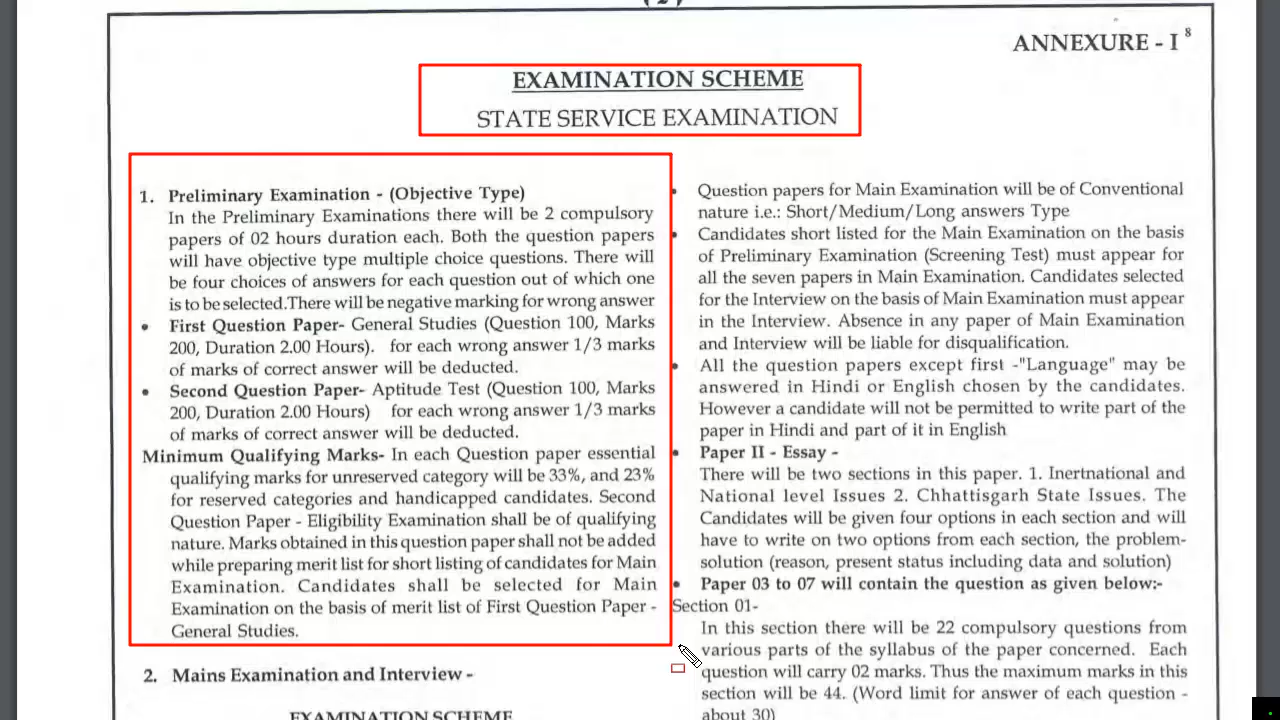 ANNEXURE - I 8
EXAMINATION SCHEME
STATE SERVICE EXAMINATION
1. Preliminary Examination - (Objective Type)
In the Preliminary Examinations there will be 2 compulsory
papers of 02 hours duration each. Both the question papers
will have objective type multiple choice questions. There will
be four choices of answers for each question out of which one
is to be selected.There will be negative marking for wrong answer
• First Question Paper- General Studies (Question 100, Marks
200, Duration 2.00 Hours). for each wrong answer 1/3 marks
of marks of correct answer will be deducted.
• Second Question Paper- Aptitude Test (Question 100, Marks
200, Duration 2.00 Hours) for each wrong answer 1/3 marks
of marks of correct answer will be deducted.
Minimum Qualifying Marks- In each Question paper essential
qualifying marks for unreserved category will be 33%, and 23%
for reserved categories and handicapped candidates. Second
Question Paper - Eligibility Examination shall be of qualifying
nature. Marks obtained in this question paper shall not be added
while preparing merit list for short listing of candidates for Main
Examination. Candidates shall be selected for Main
Examination on the basis of merit list of First Question Paper -
General Studies.
2. Mains Examination and Interview -
EXAMINATION SCHEME
• Question papers for Main Examination will be of Conventional
nature i.e.: Short/Medium/Long answers Type
• Candidates short listed for the Main Examination on the basis
of Preliminary Examination (Screening Test) must appear for
all the seven papers in Main Examination. Candidates selected
for the Interview on the basis of Main Examination must appear
in the Interview. Absence in any paper of Main Examination
and Interview will be liable for disqualification.
• All the question papers except first -"Language" may be
answered in Hindi or English chosen by the candidates.
However a candidate will not be permitted to write part of the
paper in Hindi and part of it in English
• Paper II - Essay -
There will be two sections in this paper. 1. Inertnational and
National level Issues 2. Chhattisgarh State Issues. The
Candidates will be given four options in each section and will
have to write on two options from each section, the problem-
solution (reason, present status including data and solution)
• Paper 03 to 07 will contain the question as given below:-
Section 01-
In this section there will be 22 compulsory questions from
various parts of the syllabus of the paper concerned. Each
question will carry 02 marks. Thus the maximum marks in this
section will be 44. (Word limit for answer of each question -
about 30)